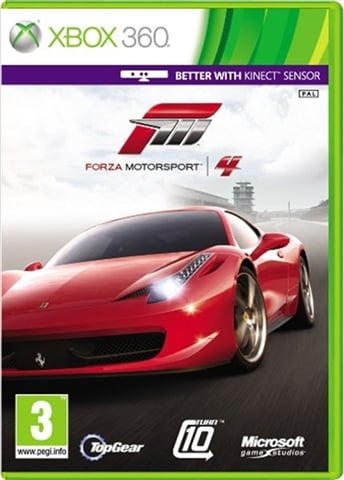 XBOX 360.
BETTER WITH KINECT SENSOR
PAL
FORZA MOTORSPORT 4
3
www.pegi.info
TopGear
TURN
10
Microsoft
game studios